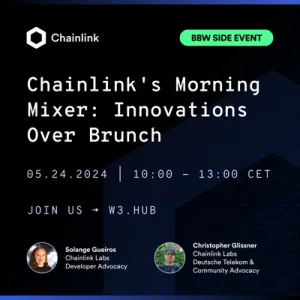 Chainlink
BBW SIDE EVENT
Chainlink's Morning
Mixer: Innovations
Over Brunch
05.24.2024 | 10:00 – 13:00 CET
JOIN US → W3.HUB
Solange Gueiros
Chainlink Labs
Developer Advocacy
Christopher Glissner
Chainlink Labs
Deutsche Telekom &
Community Advocacy